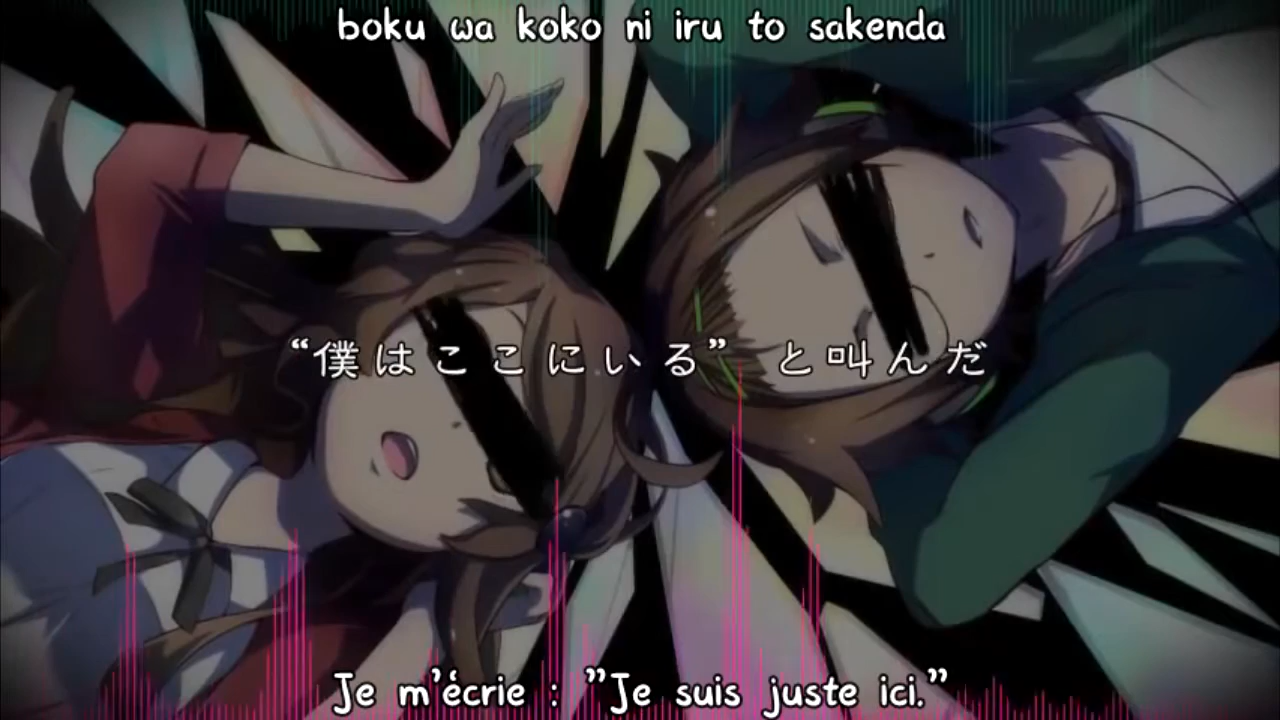 boku wa koko ni iru to sakenda
“僕はここにいる” と叫んだ
Je m'écrie : ”Je suis juste ici.”